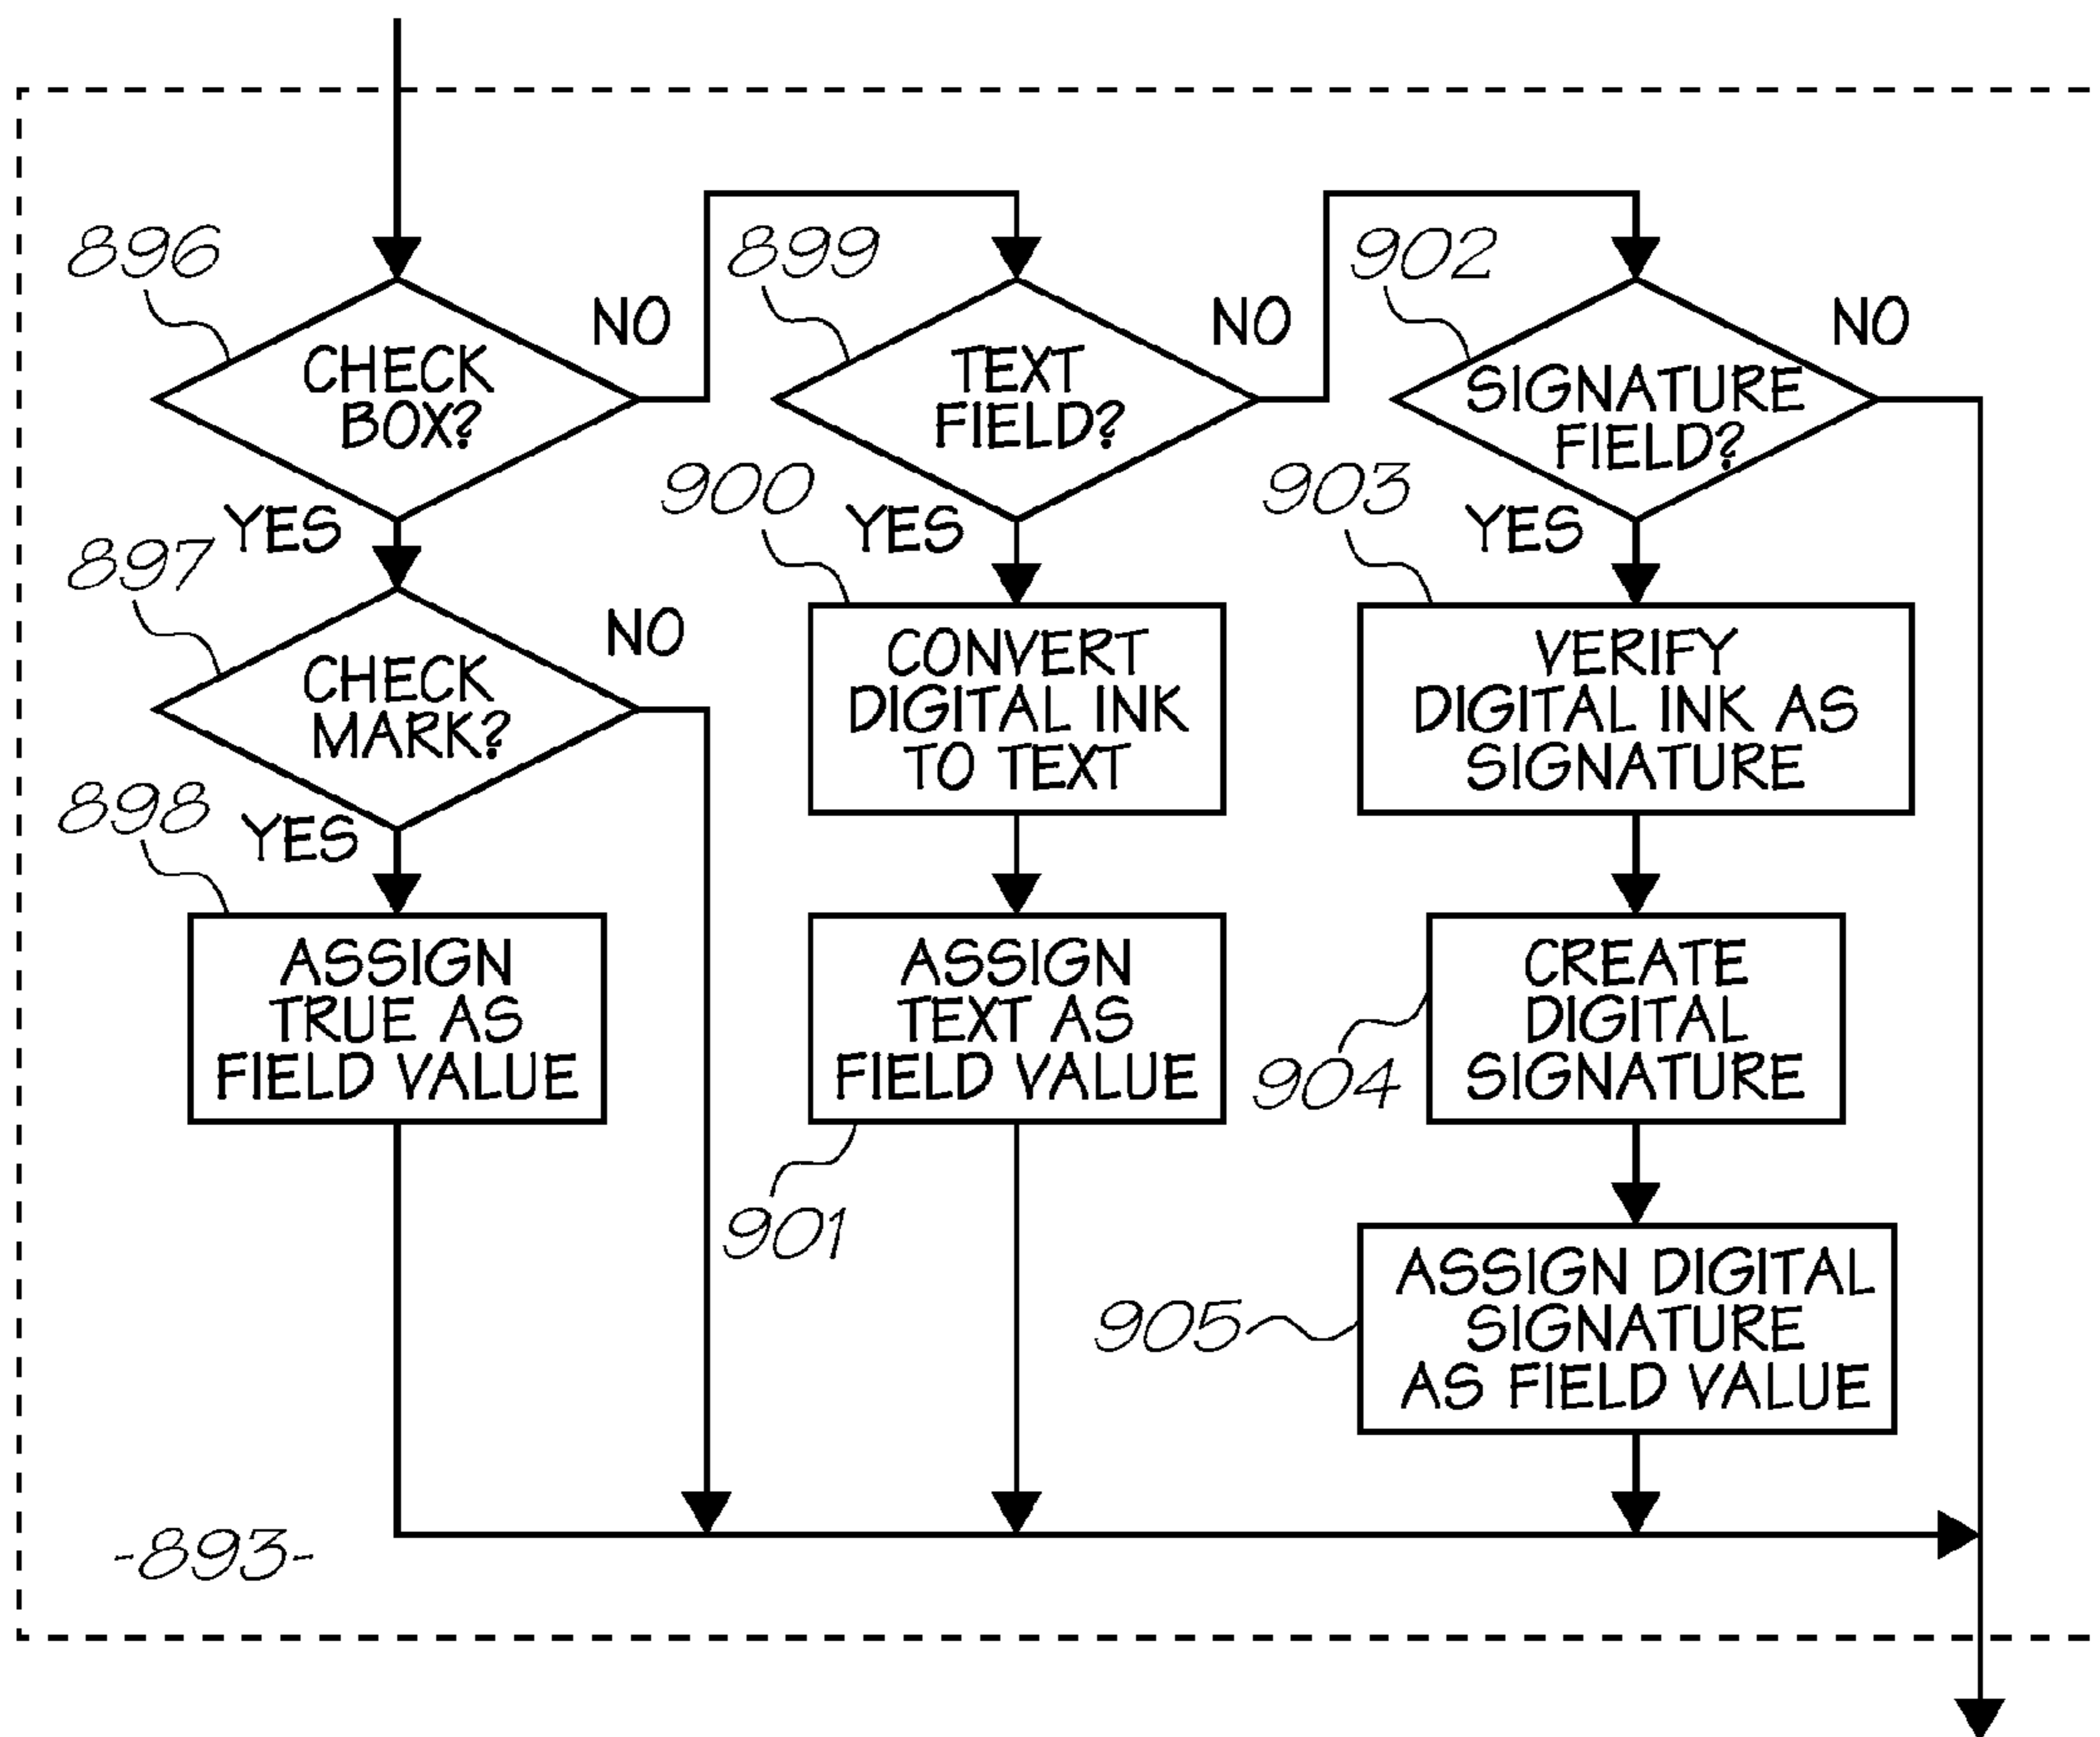 896
CHECK
BOX?
NO
YES
897
CHECK
MARK?
NO
YES
898
ASSIGN
TRUE AS
FIELD VALUE
899
TEXT
FIELD?
NO
YES
900
CONVERT
DIGITAL INK
TO TEXT
ASSIGN
TEXT AS
FIELD VALUE
901
902
SIGNATURE
FIELD?
NO
YES
903
VERIFY
DIGITAL INK AS
SIGNATURE
CREATE
DIGITAL
SIGNATURE
904
ASSIGN DIGITAL
SIGNATURE
AS FIELD VALUE
905
-893-